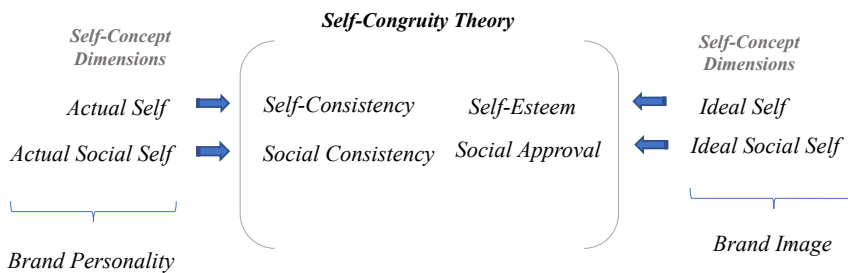 Self-Congruity Theory
Self-Concept
Dimensions
Self-Concept
Dimensions
Actual Self
Self-Consistency
Self-Esteem
Ideal Self
Actual Social Self
Social Consistency
Social Approval
Ideal Social Self
Brand Personality
Brand Image